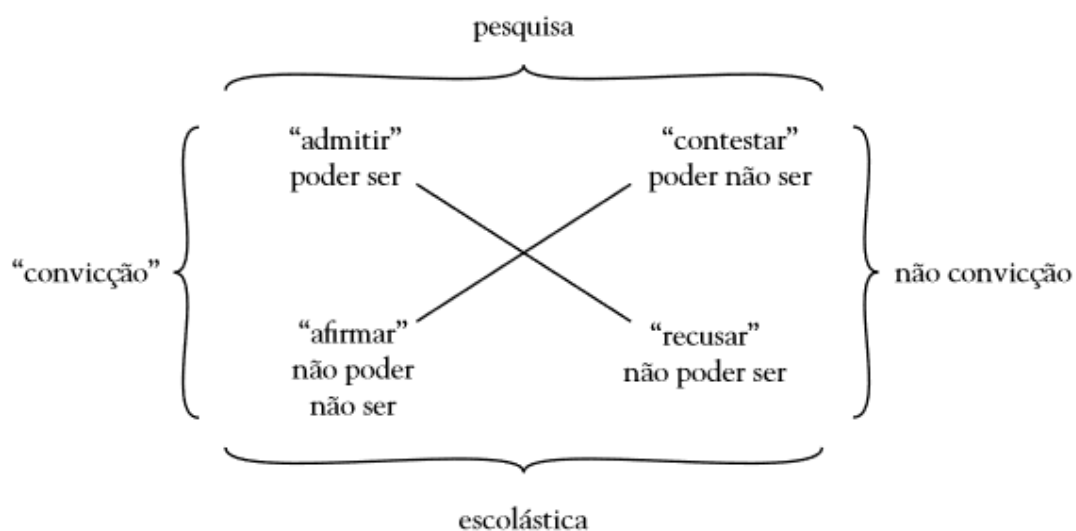 pesquisa
“admitir”
poder ser
“contestar”
poder não ser
“convicção”
não convicção
“afirmar”
não poder
não ser
“recusar”
não poder ser
escolástica